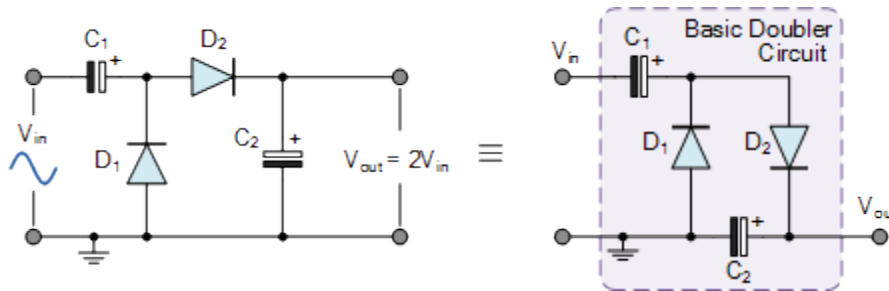 C1 + D2
Vin
D1
C2 +
Vout = 2Vin
≡
Basic Doubler
Circuit
Vin
C1 +
D1 D2
+
C2
Vou